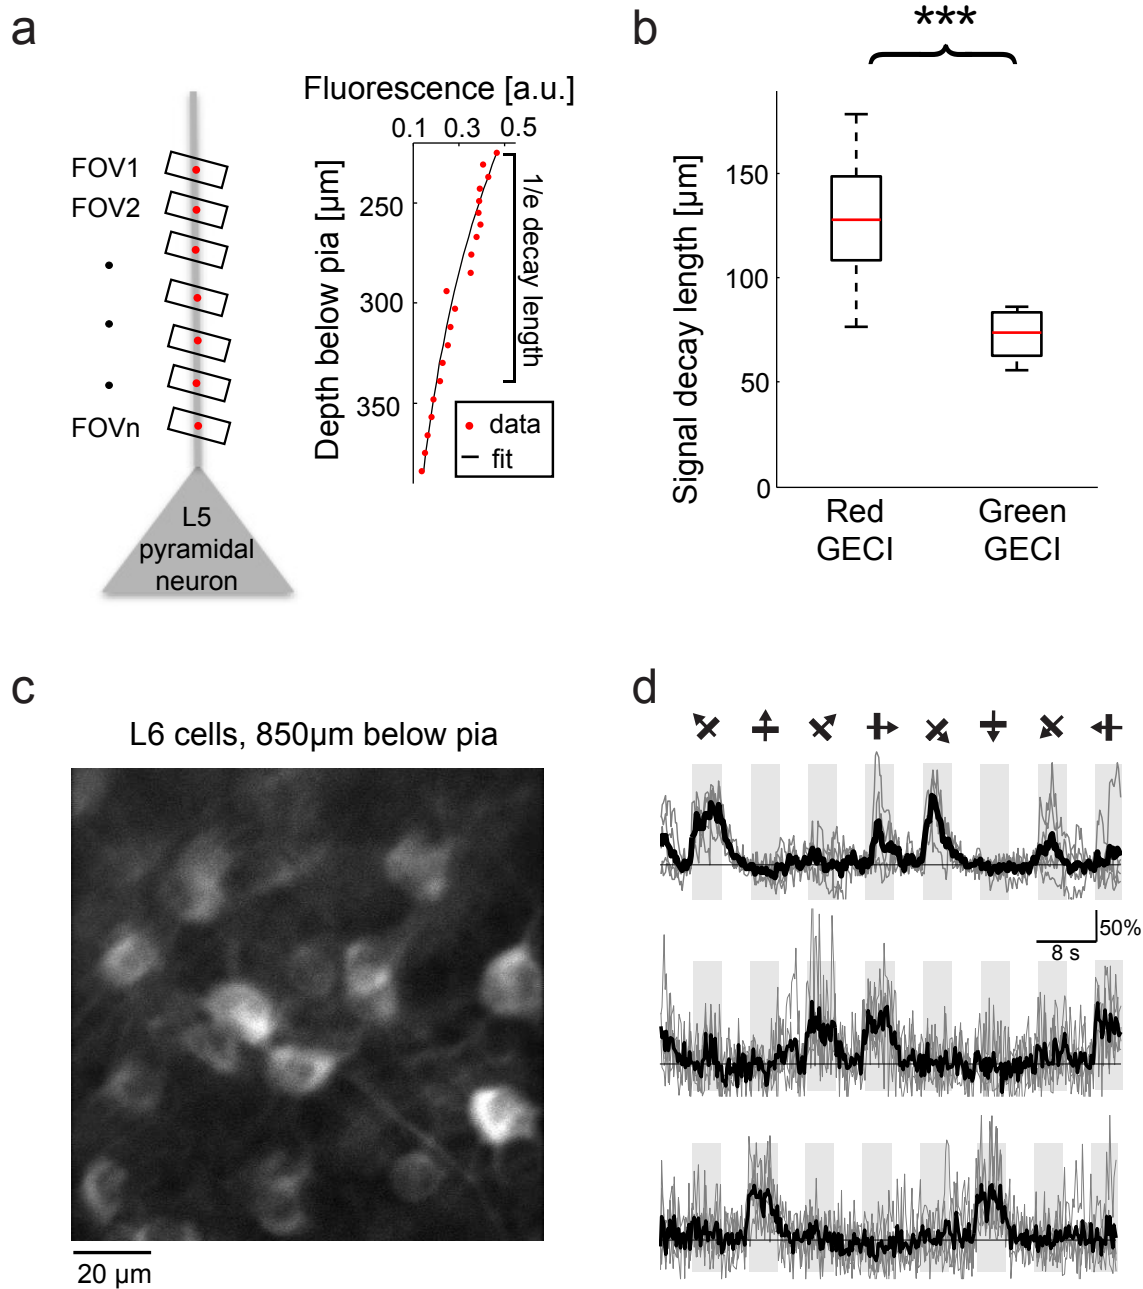 a
FOV1
FOV2
FOVn
L5
pyramidal
neuron
Fluorescence [a.u.]
0.1 0.3 0.5
Depth below pia [µm]
250
300
350
1/e decay length
data
fit
b
***
Signal decay length [µm]
150
100
50
0
Red
GECI
Green
GECI
c
L6 cells, 850µm below pia
20 µm
d
50%
8 s